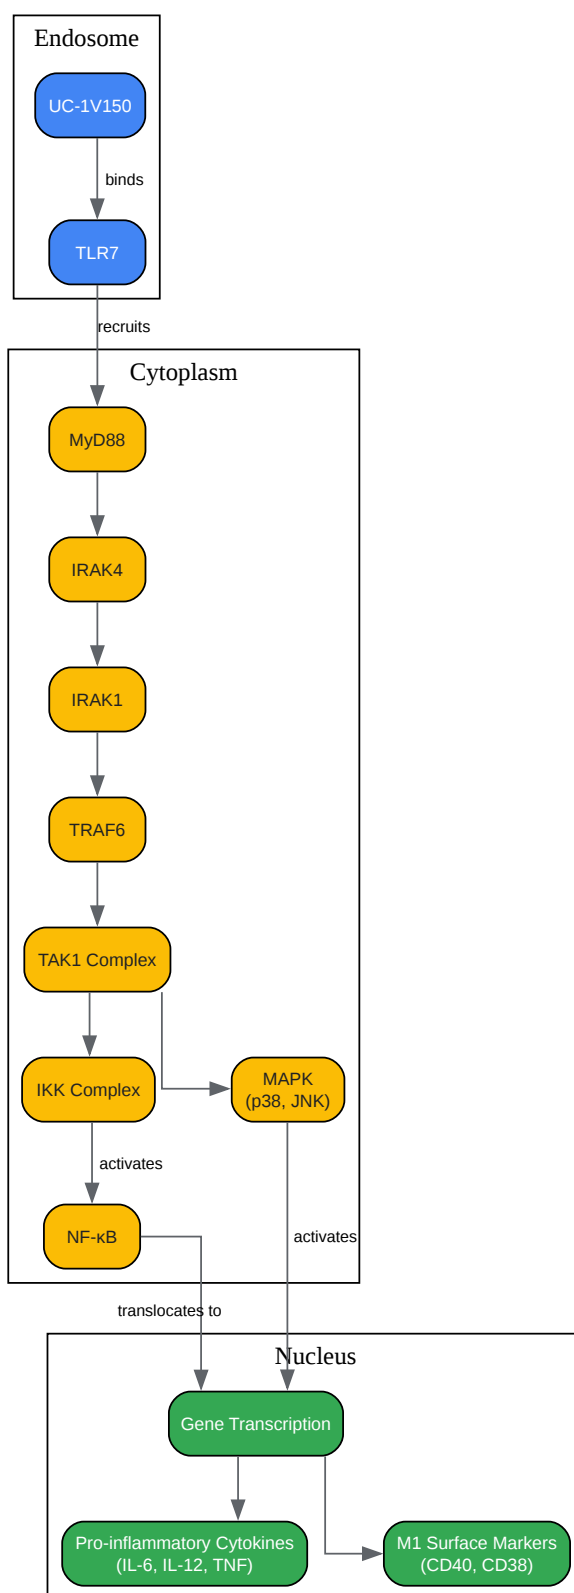 Endosome
UC-1V150
binds
TLR7
recruits
Cytoplasm
MyD88
IRAK4
IRAK1
TRAF6
TAK1 Complex
IKK Complex
MAPK
(p38, JNK)
activates
NF-κB
activates
translocates to
Nucleus
Gene Transcription
Pro-inflammatory Cytokines
(IL-6, IL-12, TNF)
M1 Surface Markers
(CD40, CD38)